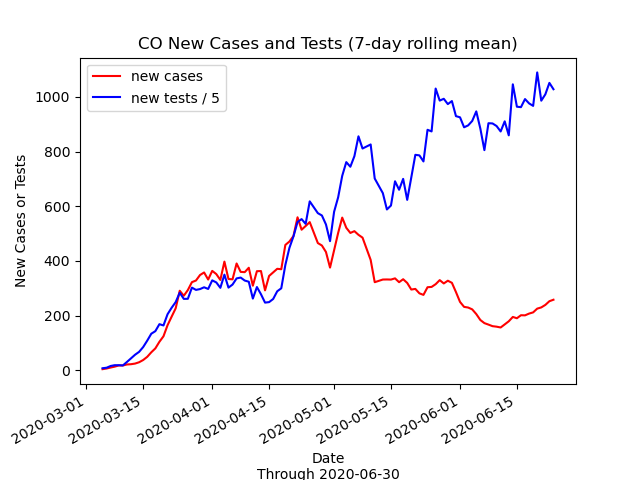 CO New Cases and Tests (7-day rolling mean)
new cases
new tests / 5
New Cases or Tests
1000
800
600
400
200
0
2020-03-01
2020-03-15
2020-04-01
2020-04-15
2020-05-01
2020-05-15
2020-06-01
2020-06-15
Date
Through 2020-06-30